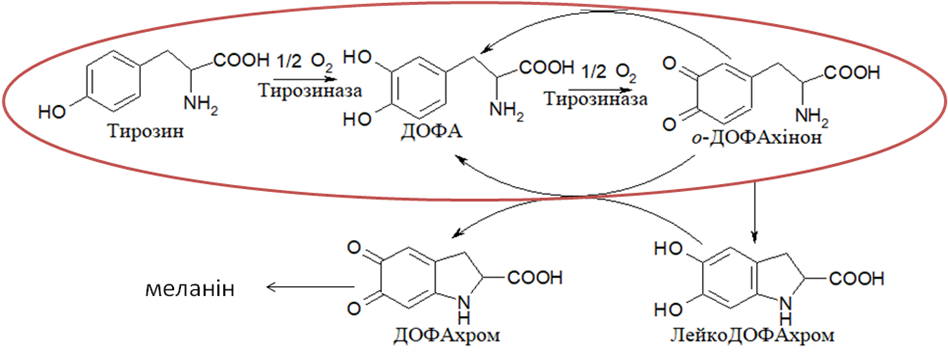 COOH 1/2 O2 HO COOH 1/2 O2 O COOH
Тирозиназа Тирозиназа
HO NH2 HO NH2 O NH2
Тирозин ДОФА о-ДОФАхінон
O COOH HO COOH
меланін O N H HO N H
ДОФАхром ЛейкоДОФАхром